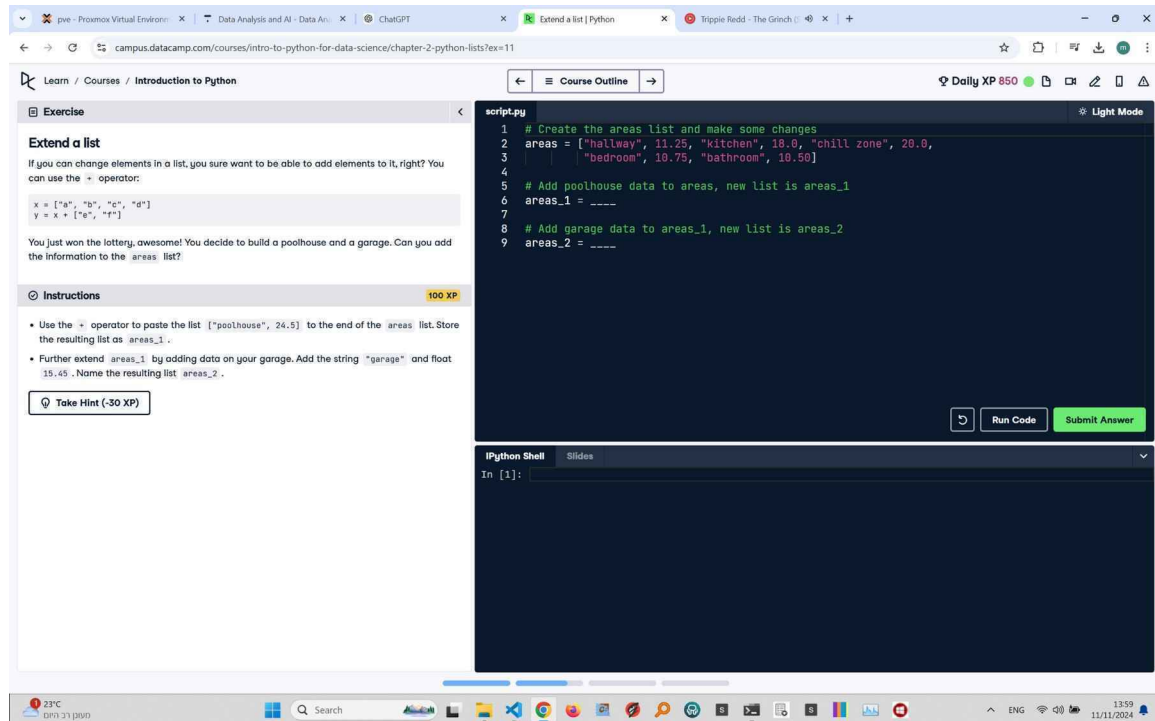 pve - Proxmox Virtual Environm
Data Analysis and AI - Data An
ChatGPT
Extend a list | Python
Trippie Redd - The Grinch (
campus.datacamp.com/courses/intro-to-python-for-data-science/chapter-2-python-lists?ex=11
m
Learn / Courses / Introduction to Python
← ≡ Course Outline →
Daily XP 850
Exercise
Extend a list
If you can change elements in a list, you sure want to be able to add elements to it, right? You
can use the + operator:
x = ["a", "b", "c", "d"]
y = x + ["e", "f"]
You just won the lottery, awesome! You decide to build a poolhouse and a garage. Can you add
the information to the areas list?
Instructions 100 XP
• Use the + operator to paste the list ["poolhouse", 24.5] to the end of the areas list. Store
the resulting list as areas_1 .
• Further extend areas_1 by adding data on your garage. Add the string "garage" and float
15.45 . Name the resulting list areas_2 .
Take Hint (-30 XP)
script.py
Light Mode
1 # Create the areas list and make some changes
2 areas = ["hallway", 11.25, "kitchen", 18.0, "chill zone", 20.0,
3 "bedroom", 10.75, "bathroom", 10.50]
4
5 # Add poolhouse data to areas, new list is areas_1
6 areas_1 = ____
7
8 # Add garage data to areas_1, new list is areas_2
9 areas_2 = ____
Run Code
Submit Answer
IPython Shell Slides
In [1]:
1
23°C
מעונן רב היום
Search
ENG
13:59
11/11/2024